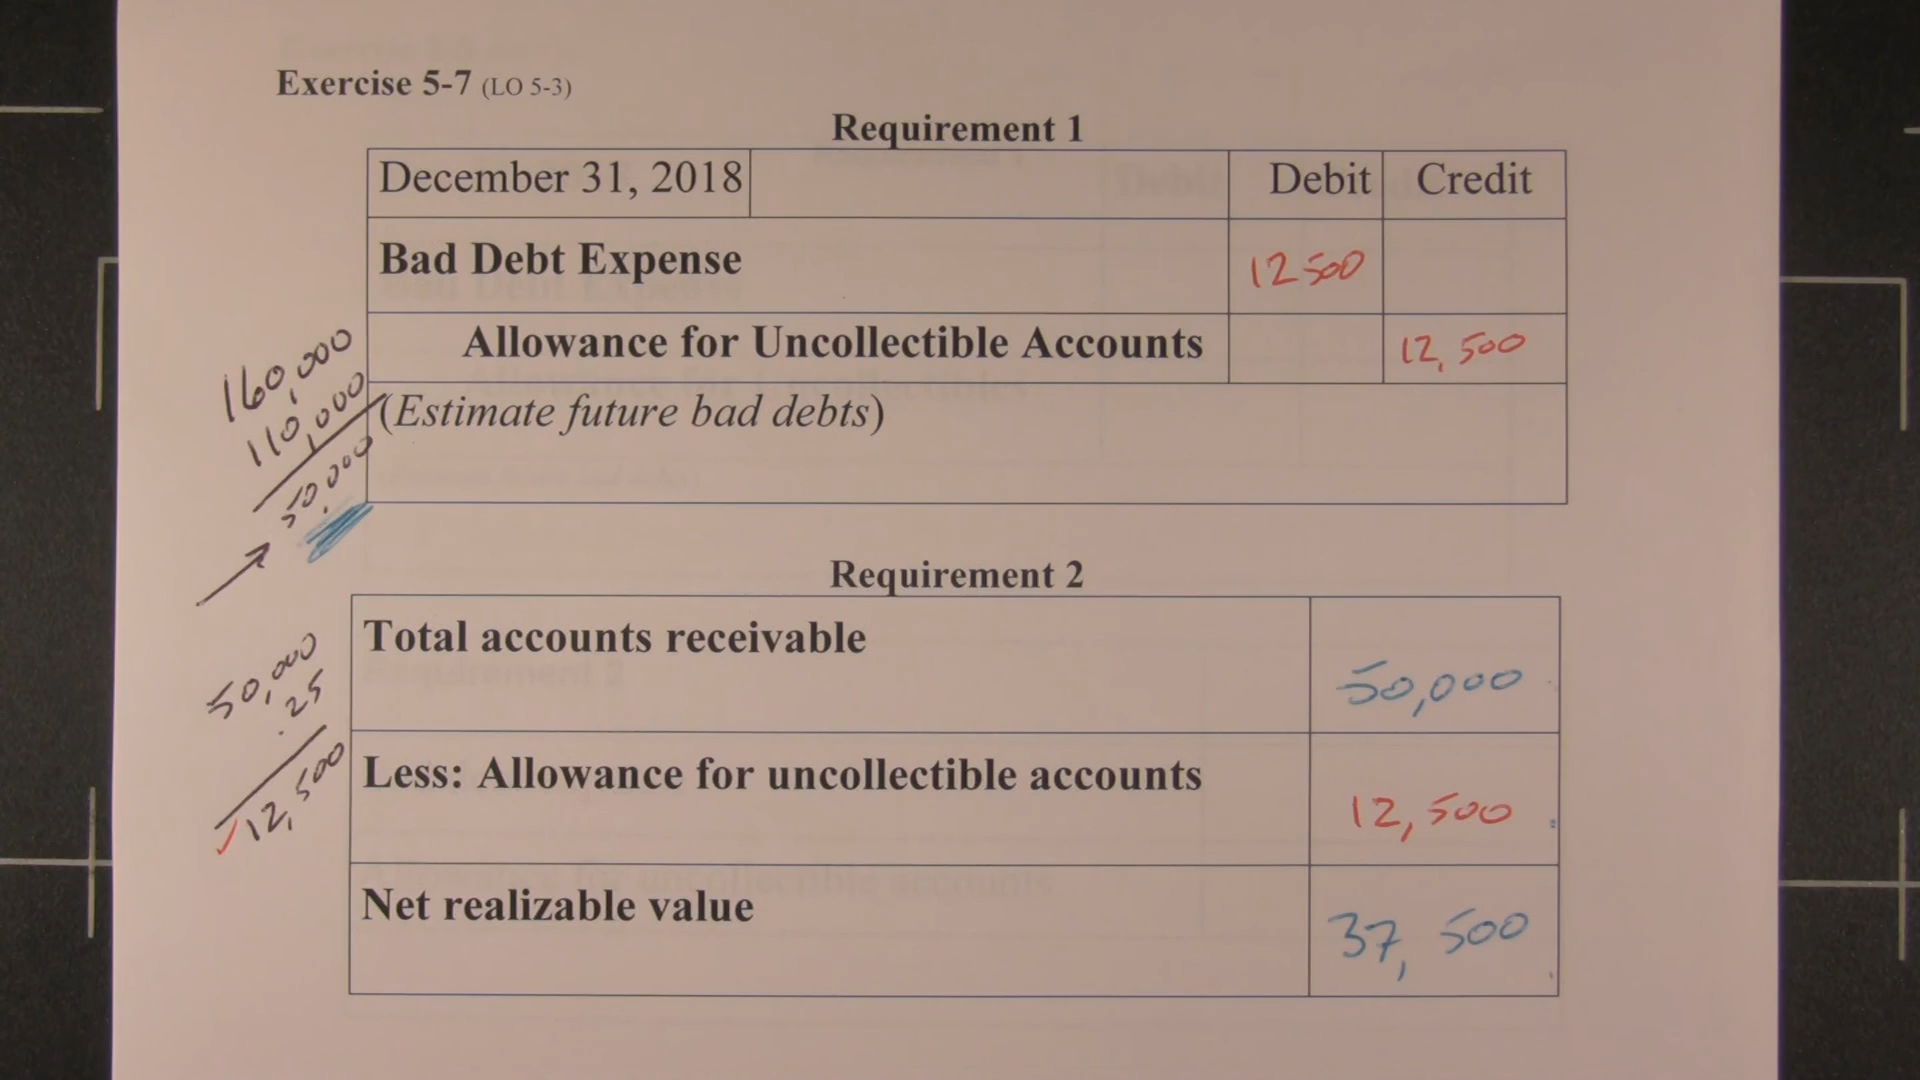 Exercise 5-7 (LO 5-3)
Requirement 1
December 31, 2018 Debit Credit
Bad Debt Expense 12500
Allowance for Uncollectible Accounts 12,500
(Estimate future bad debts)
160,000
110,000
50,000
Requirement 2
Total accounts receivable 50,000
Less: Allowance for uncollectible accounts 12,500
Net realizable value 37,500
50,000
.25
12,500